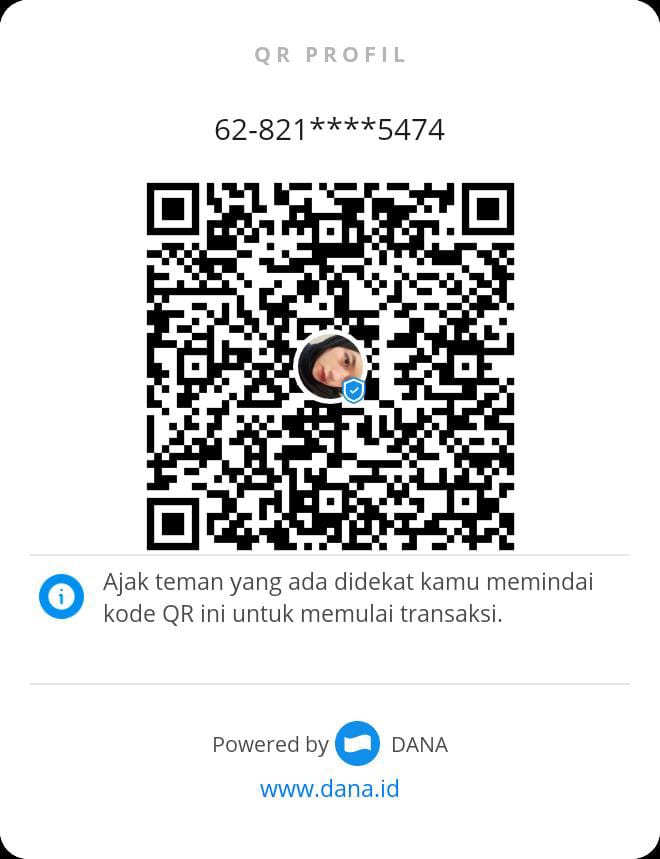 QR PROFIL
62-821****5474
Ajak teman yang ada didekat kamu memindai
kode QR ini untuk memulai transaksi.
Powered by DANA
www.dana.id